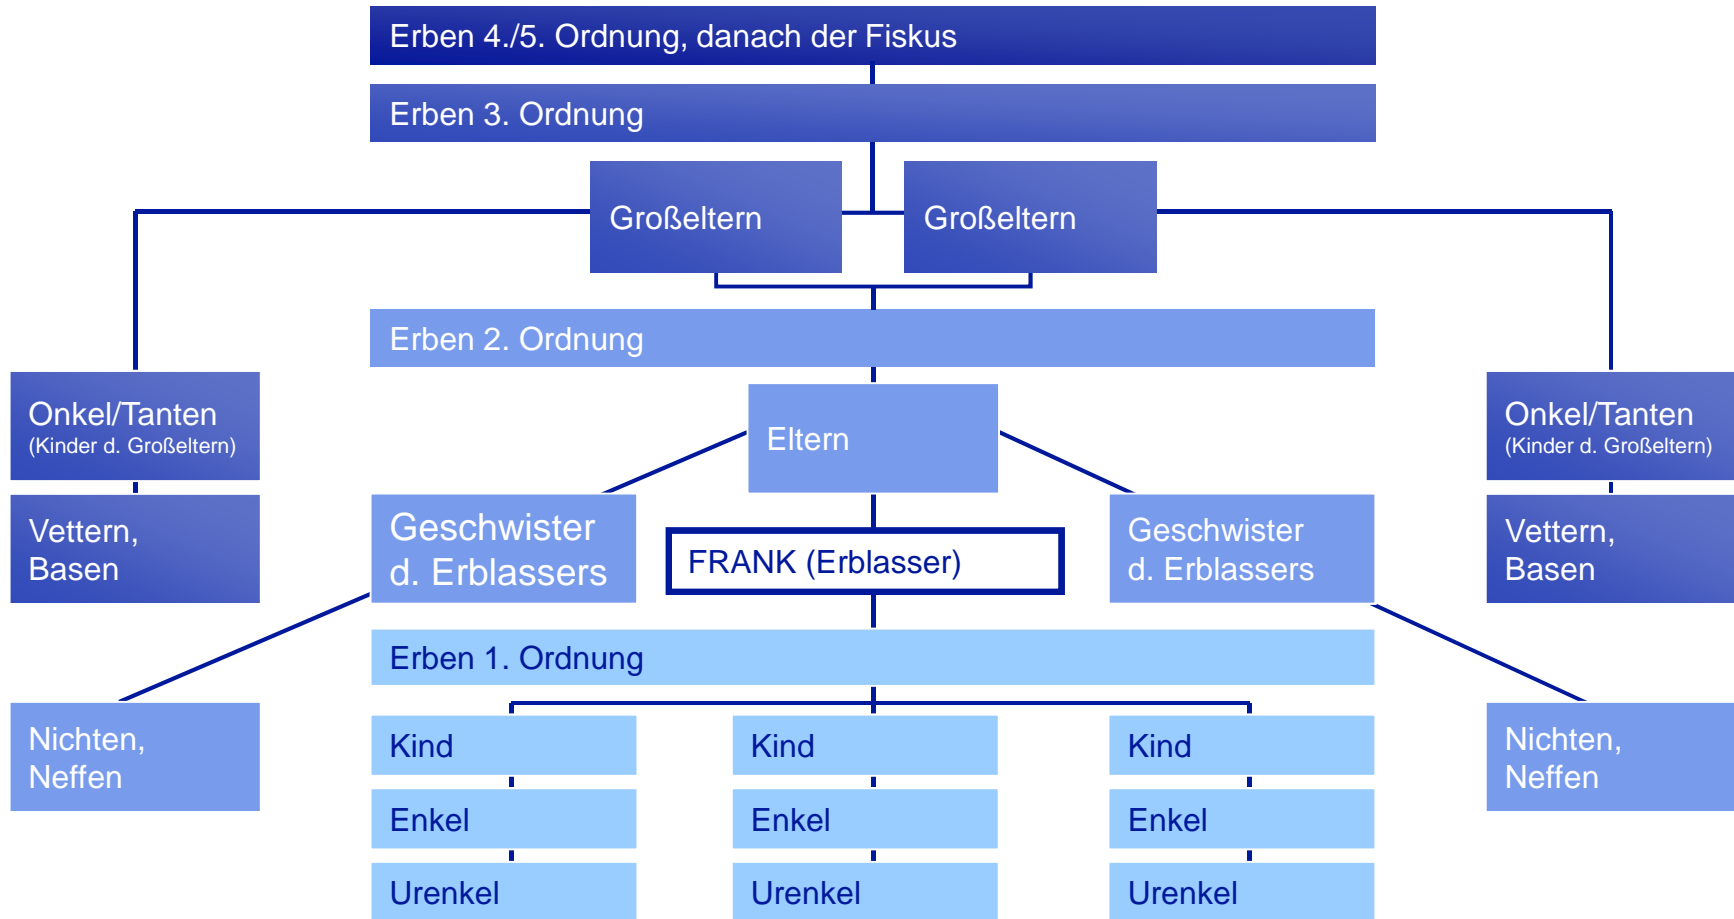 Erben 4./5. Ordnung, danach der Fiskus
Erben 3. Ordnung
Großeltern
Großeltern
Erben 2. Ordnung
Onkel/Tanten
(Kinder d. Großeltern)
Eltern
Onkel/Tanten
(Kinder d. Großeltern)
Vettern,
Basen
Geschwister
d. Erblassers
FRANK (Erblasser)
Geschwister
d. Erblassers
Vettern,
Basen
Erben 1. Ordnung
Nichten,
Neffen
Kind
Kind
Kind
Nichten,
Neffen
Enkel
Enkel
Enkel
Urenkel
Urenkel
Urenkel